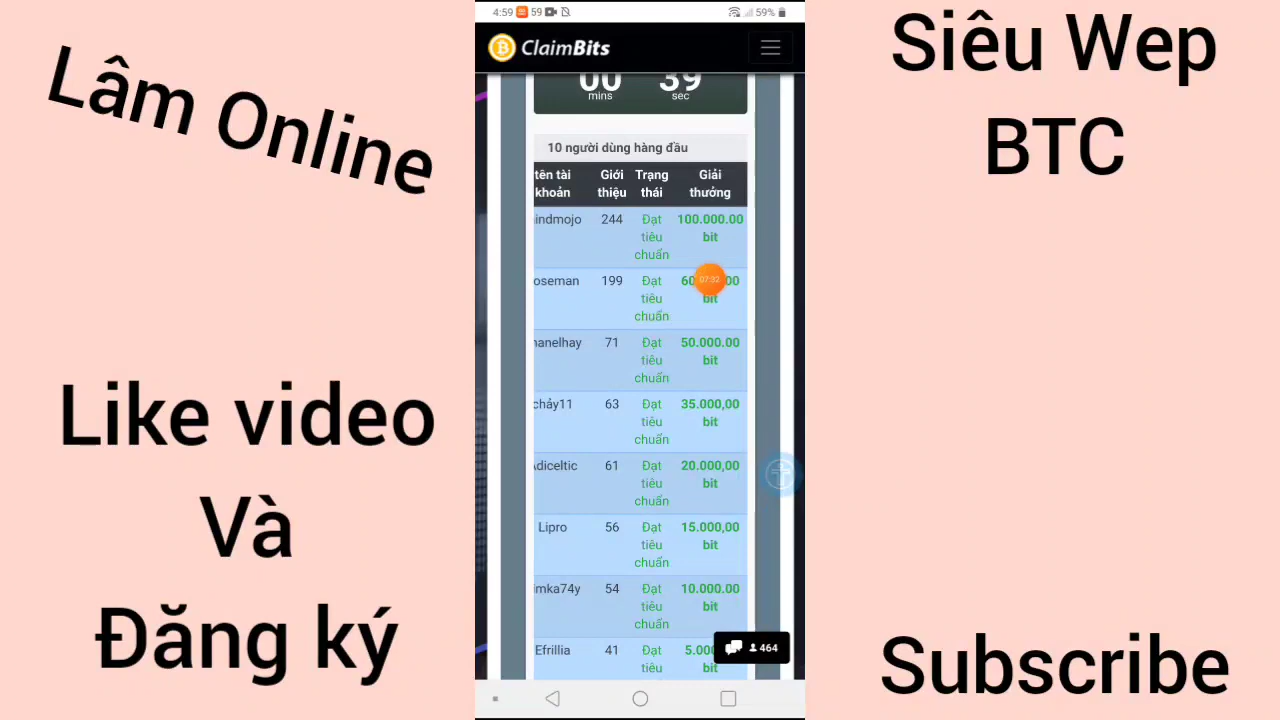 Lâm Online
Like video
Và
Đăng ký
Siêu Wep
BTC
Subscribe
4:59 59 59%
ClaimBits
00 39
mins sec
10 người dùng hàng đầu
tên tài khoản Giới thiệu Trạng thái Giải thưởng
indmojo 244 Đạt tiêu chuẩn 100.000.00 bit
oseman 199 Đạt tiêu chuẩn bit
07:32
hanelhay 71 Đạt tiêu chuẩn 50.000.00 bit
chảy11 63 Đạt tiêu chuẩn 35.000,00 bit
Adiceltic 61 Đạt tiêu chuẩn 20.000,00 bit
Lipro 56 Đạt tiêu chuẩn 15.000,00 bit
imka74y 54 Đạt tiêu chuẩn 10.000.00 bit
Efrillia 41 Đạt tiêu
464